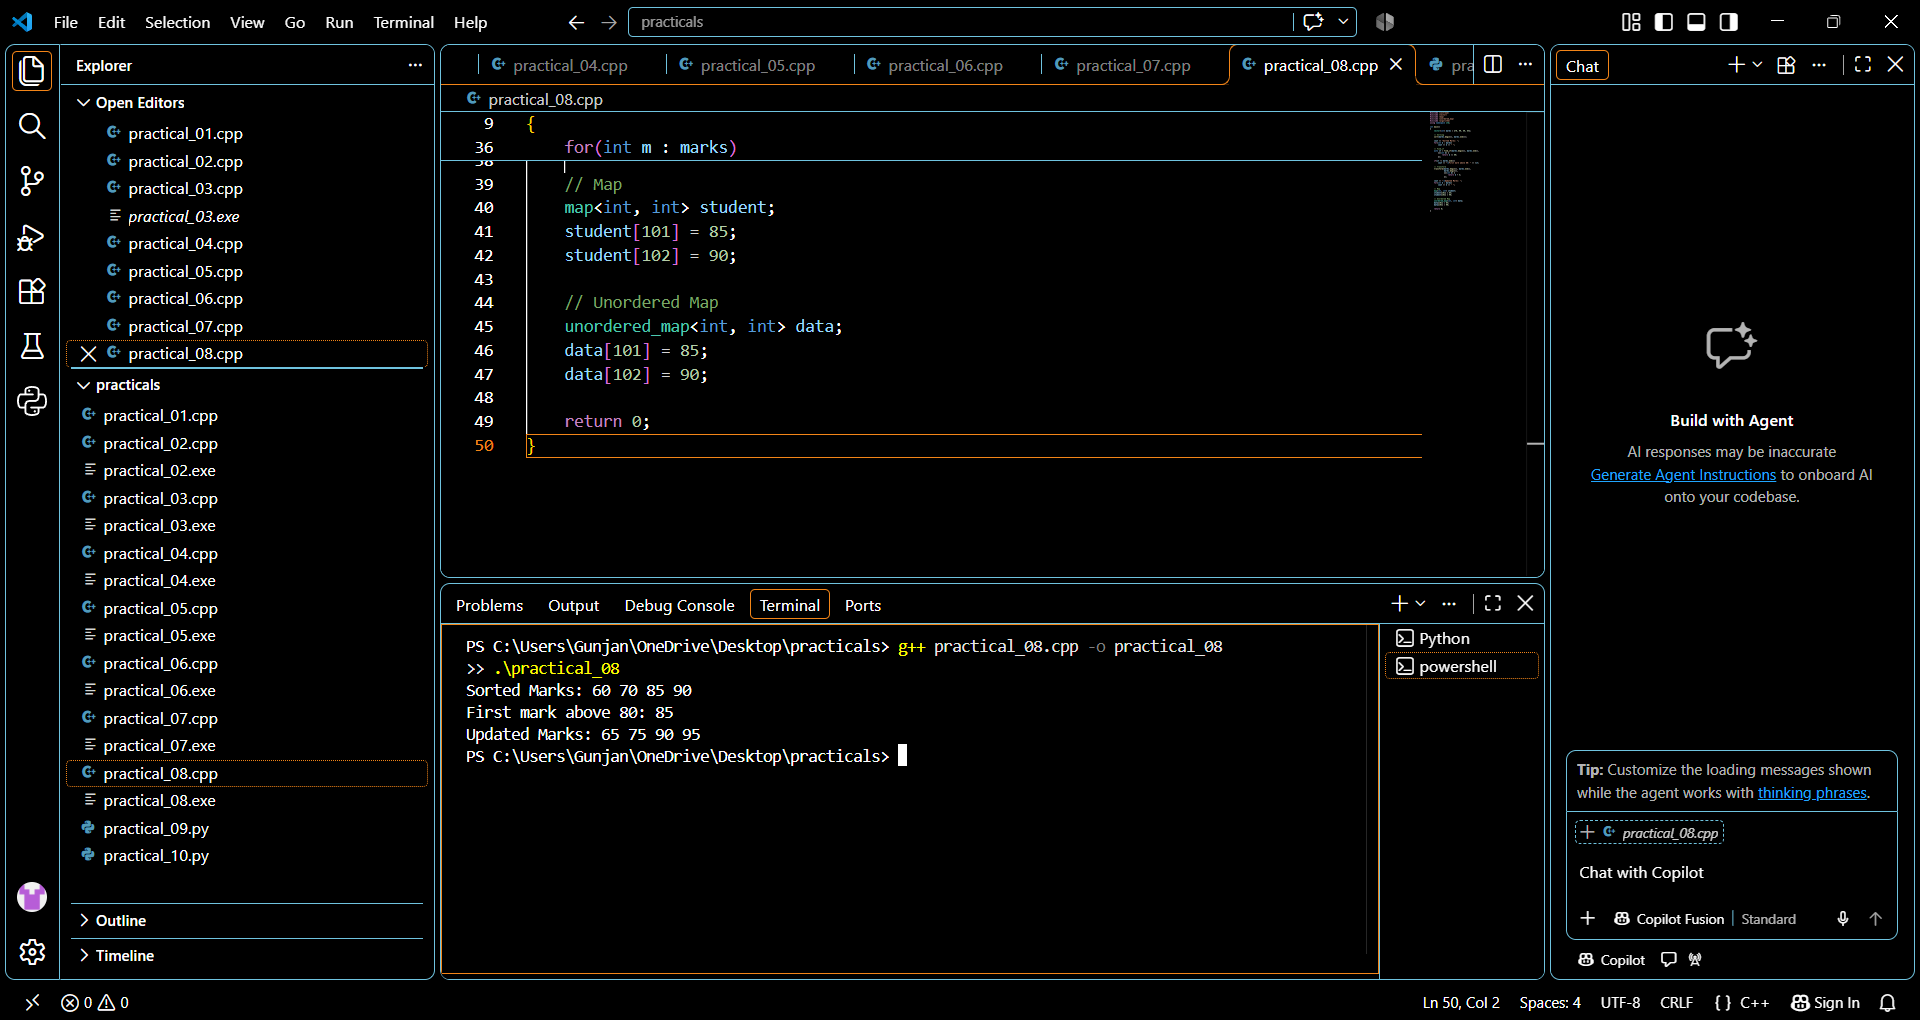 File Edit Selection View Go Run Terminal Help
practicals
Explorer
Open Editors
practical_01.cpp
practical_02.cpp
practical_03.cpp
practical_03.exe
practical_04.cpp
practical_05.cpp
practical_06.cpp
practical_07.cpp
practical_08.cpp
practicals
practical_01.cpp
practical_02.cpp
practical_02.exe
practical_03.cpp
practical_03.exe
practical_04.cpp
practical_04.exe
practical_05.cpp
practical_05.exe
practical_06.cpp
practical_06.exe
practical_07.cpp
practical_07.exe
practical_08.cpp
practical_08.exe
practical_09.py
practical_10.py
Outline
Timeline
practical_04.cpp practical_05.cpp practical_06.cpp practical_07.cpp practical_08.cpp pra
practical_08.cpp
9 {
36 for(int m : marks)
38
39 // Map
40 map<int, int> student;
41 student[101] = 85;
42 student[102] = 90;
43
44 // Unordered Map
45 unordered_map<int, int> data;
46 data[101] = 85;
47 data[102] = 90;
48
49 return 0;
50 }
Problems Output Debug Console Terminal Ports
PS C:\Users\Gunjan\OneDrive\Desktop\practicals> g++ practical_08.cpp -o practical_08
>> .\practical_08
Sorted Marks: 60 70 85 90
First mark above 80: 85
Updated Marks: 65 75 90 95
PS C:\Users\Gunjan\OneDrive\Desktop\practicals>
Python
powershell
Chat
Build with Agent
AI responses may be inaccurate
Generate Agent Instructions to onboard AI
onto your codebase.
Tip: Customize the loading messages shown
while the agent works with thinking phrases.
practical_08.cpp
Chat with Copilot
Copilot Fusion Standard
Copilot
0 0
Ln 50, Col 2 Spaces: 4 UTF-8 CRLF {} C++ Sign In